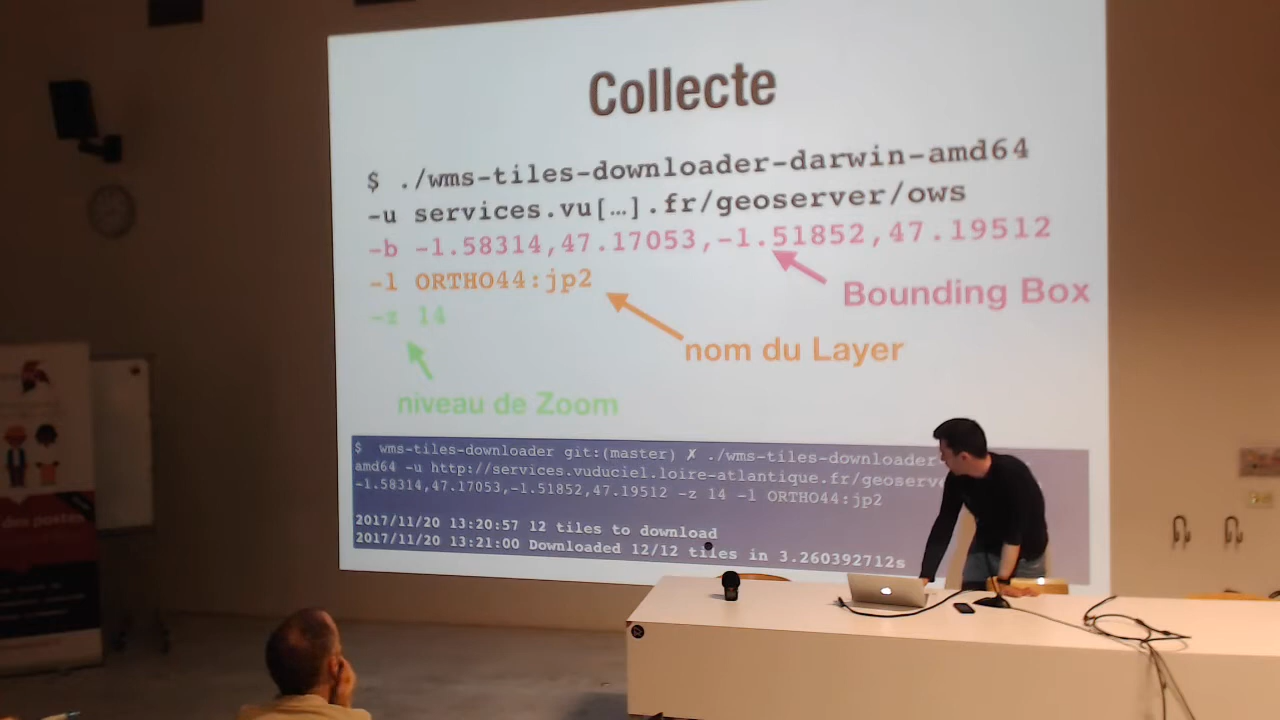 Collecte
$ ./wms-tiles-downloader-darwin-amd64
-u services.vu[…].fr/geoserver/ows
-b -1.58314,47.17053,-1.51852,47.19512
Bounding Box
-l ORTHO44:jp2
nom du Layer
-z 14
niveau de Zoom
$ wms-tiles-downloader git:(master) ✗ ./wms-tiles-downloader-
amd64 -u http://services.vuduciel.loire-atlantique.fr/geoserve
-1.58314,47.17053,-1.51852,47.19512 -z 14 -l ORTHO44:jp2
2017/11/20 13:20:57 12 tiles to download
2017/11/20 13:21:00 Downloaded 12/12 tiles in 3.260392712s
des postes